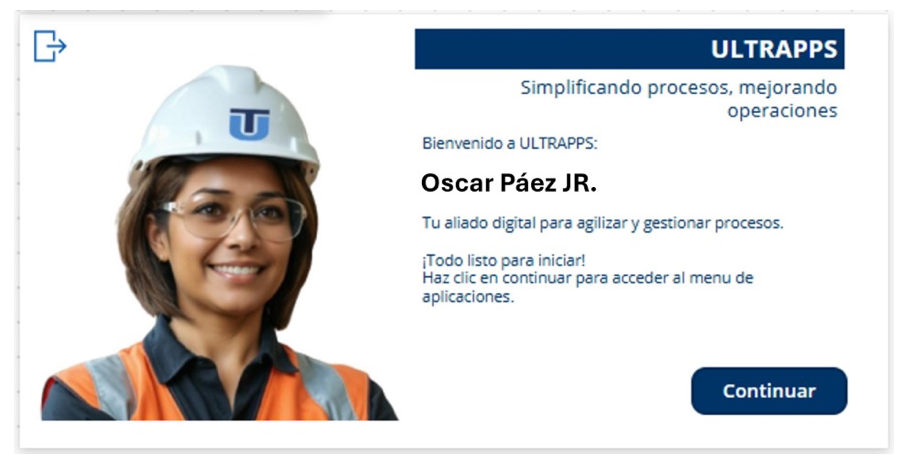 ULTRAPPS
Simplificando procesos, mejorando
operaciones
Bienvenido a ULTRAPPS:
Oscar Páez JR.
Tu aliado digital para agilizar y gestionar procesos.
¡Todo listo para iniciar!
Haz clic en continuar para acceder al menu de
aplicaciones.
Continuar